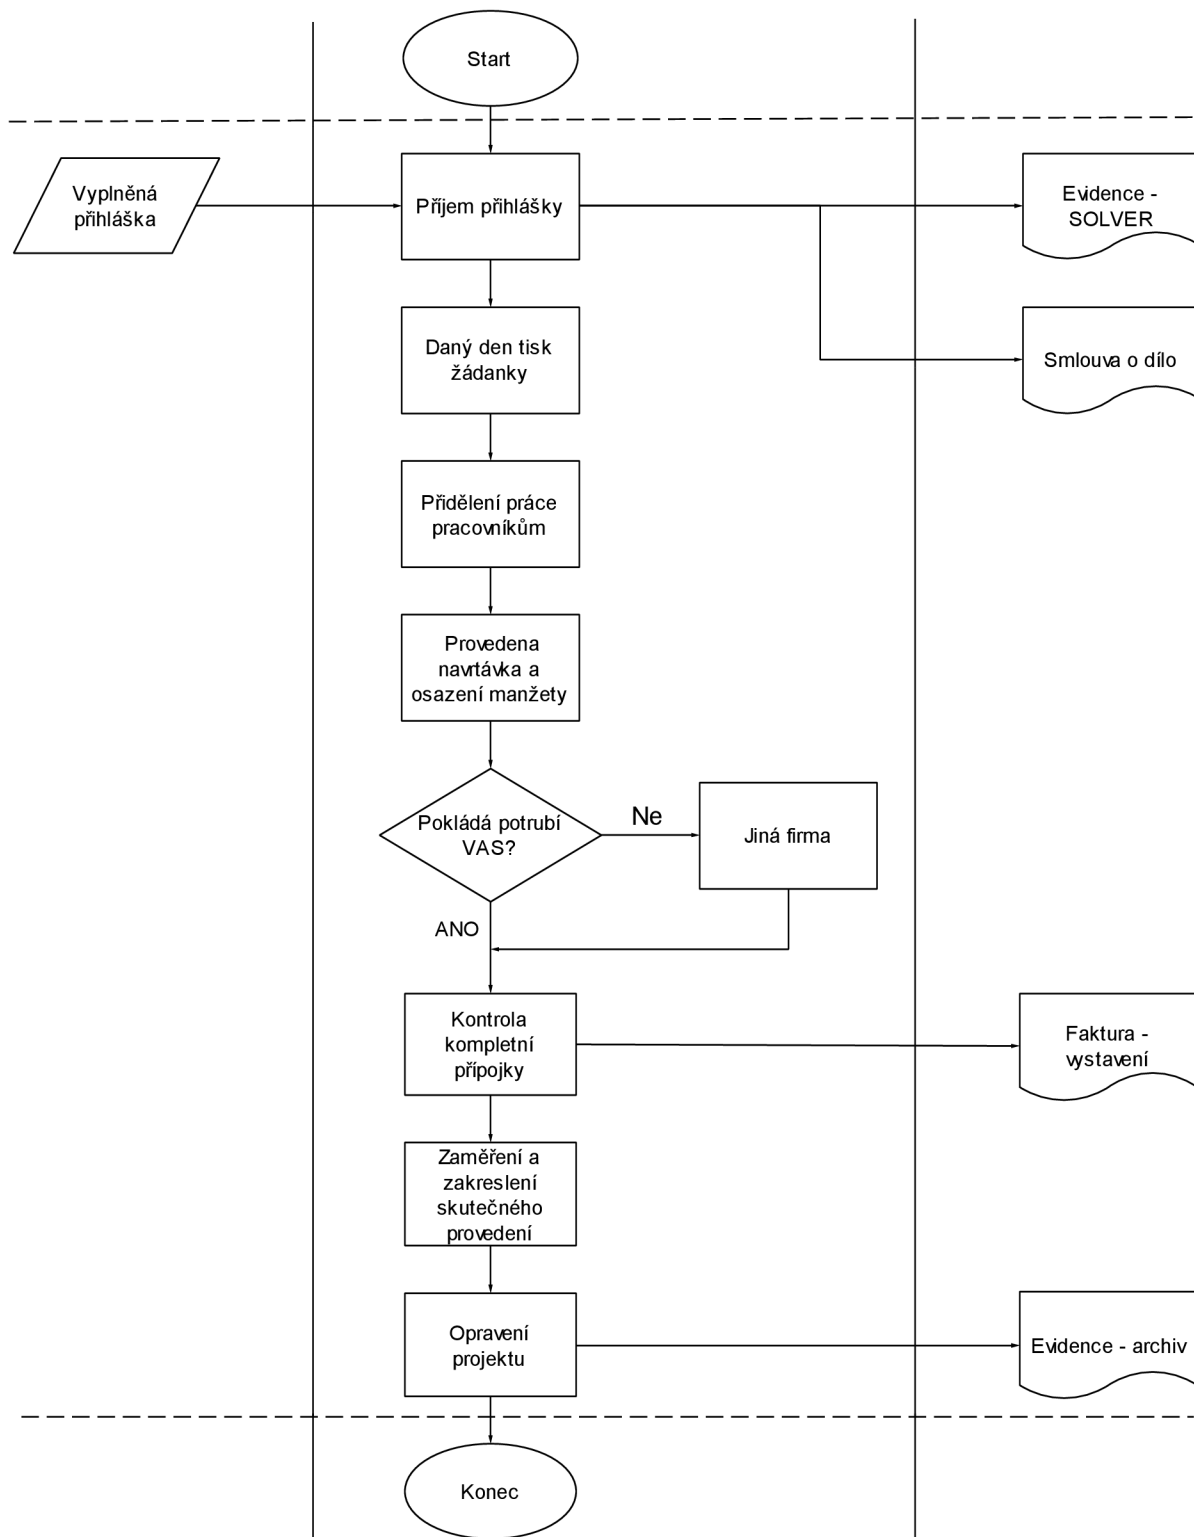 Start
Vyplněná
přihláška
Příjem přihlášky
Evidence -
SOLVER
Daný den tisk
žádanky
Smlouva o dílo
Přidělení práce
pracovníkům
Provedena
navrtávka a
osazení manžety
Pokládá potrubí
VAS?
Ne
Jiná firma
ANO
Kontrola
kompletní
přípojky
Faktura -
vystavení
Zaměření a
zakreslení
skutečného
provedení
Opravení
projektu
Evidence - archiv
Konec